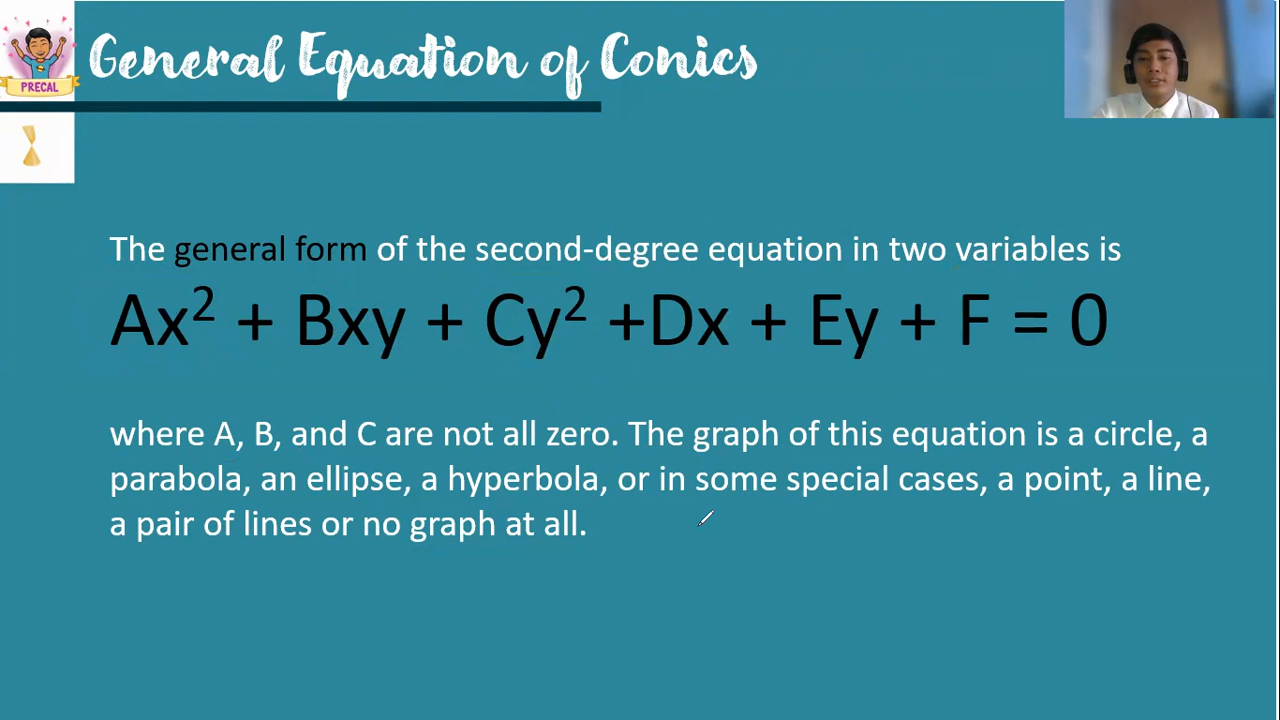 General Equation of Conics
PRECAL
The general form of the second-degree equation in two variables is
Ax² + Bxy + Cy² +Dx + Ey + F = 0
where A, B, and C are not all zero. The graph of this equation is a circle, a
parabola, an ellipse, a hyperbola, or in some special cases, a point, a line,
a pair of lines or no graph at all.